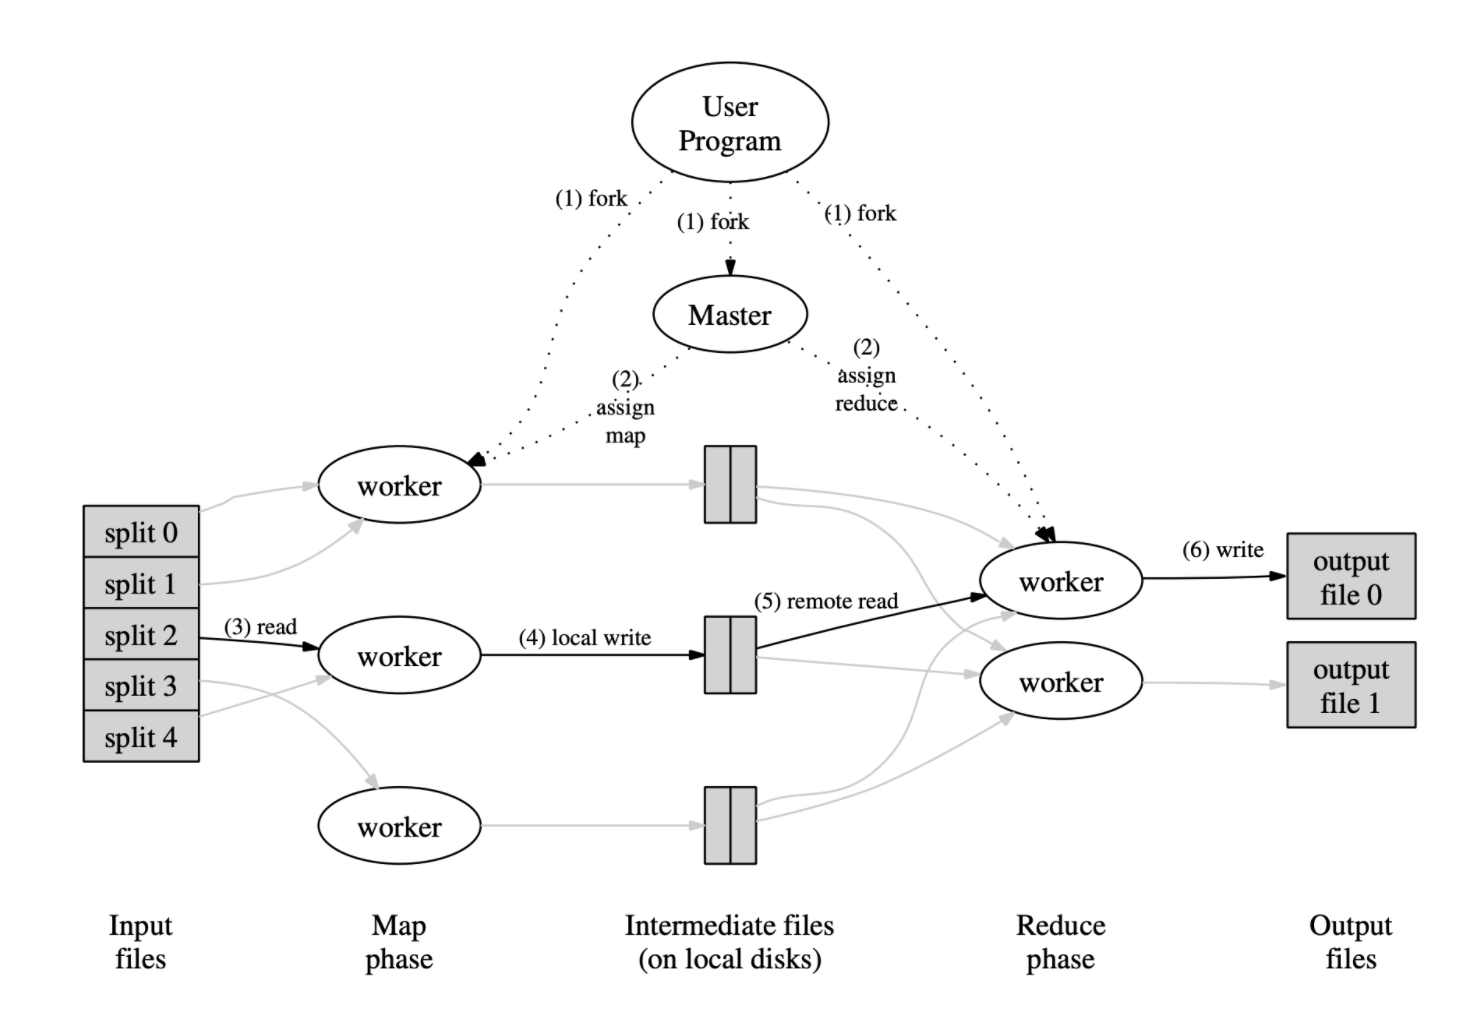 User
Program
(1) fork
(1) fork
(1) fork
Master
(2)
assign
map
(2)
assign
reduce
worker
split 0
split 1
split 2
split 3
split 4
(3) read
worker
(4) local write
(5) remote read
worker
(6) write
output
file 0
worker
output
file 1
worker
Input
files
Map
phase
Intermediate files
(on local disks)
Reduce
phase
Output
files